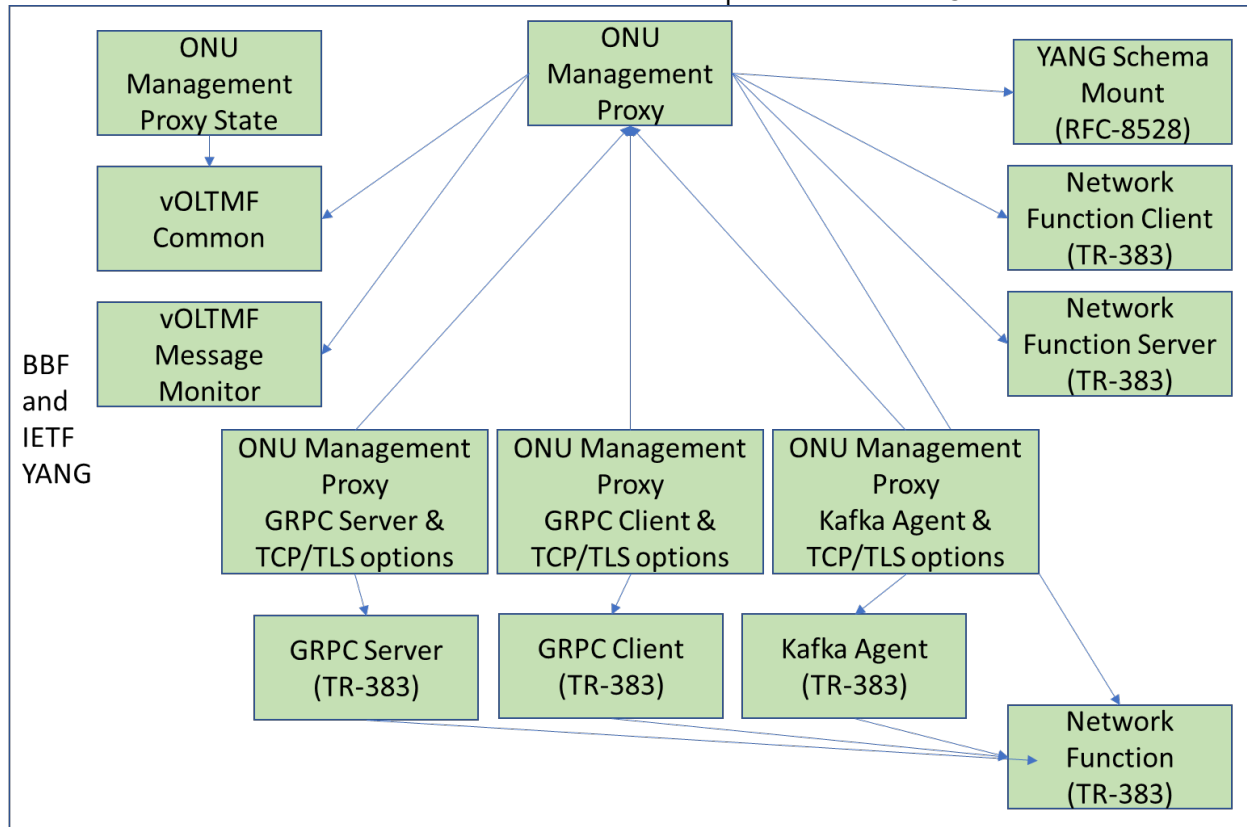 ONU
Management
Proxy State
ONU
Management
Proxy
YANG Schema
Mount
(RFC-8528)
vOLTMF
Common
Network
Function Client
(TR-383)
vOLTMF
Message
Monitor
Network
Function Server
(TR-383)
BBF
and
IETF
YANG
ONU Management
Proxy
GRPC Server &
TCP/TLS options
ONU Management
Proxy
GRPC Client &
TCP/TLS options
ONU Management
Proxy
Kafka Agent &
TCP/TLS options
GRPC Server
(TR-383)
GRPC Client
(TR-383)
Kafka Agent
(TR-383)
Network
Function
(TR-383)